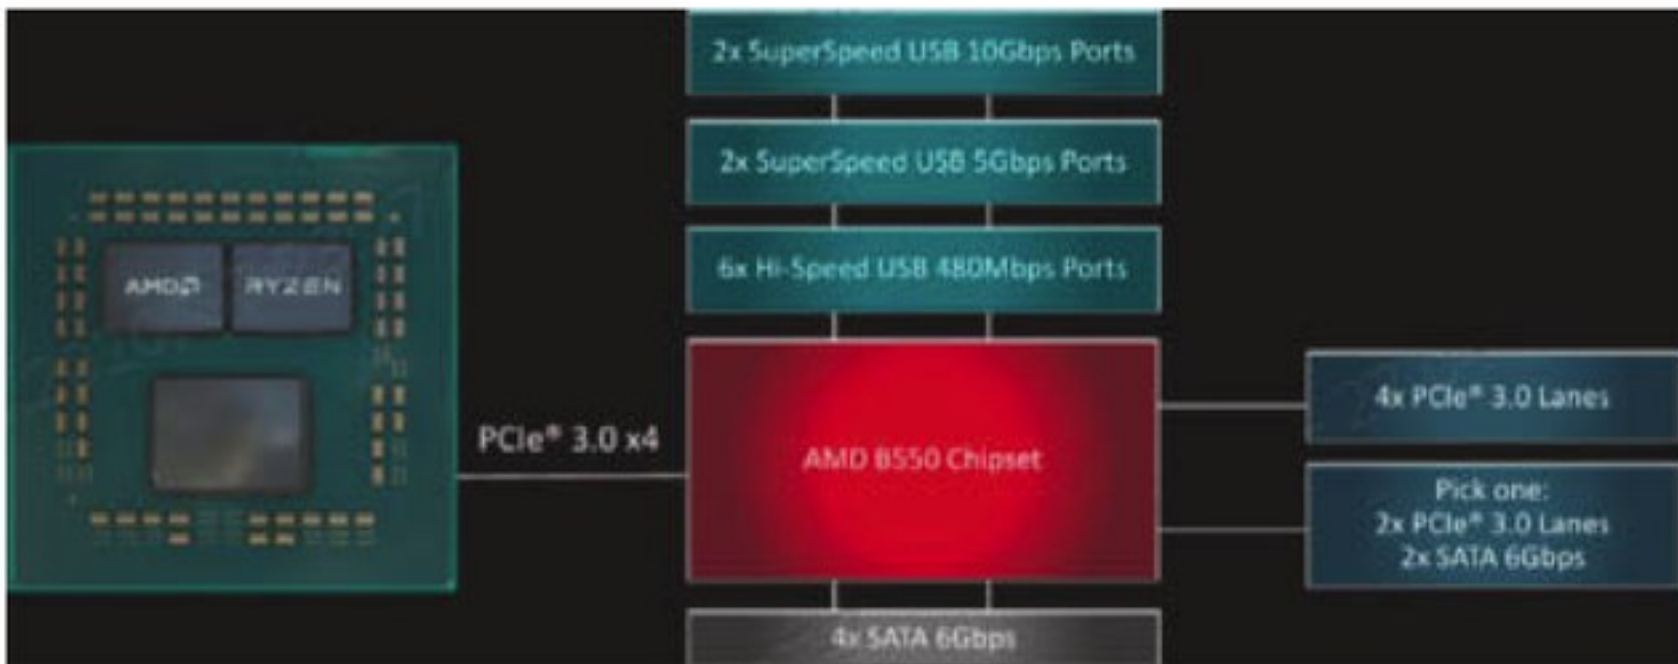 2x SuperSpeed USB 10Gbps Ports
2x SuperSpeed USB 5Gbps Ports
6x Hi-Speed USB 480Mbps Ports
AMD RYZEN
PCIe® 3.0 x4
AMD B550 Chipset
4x PCIe® 3.0 Lanes
Pick one:
2x PCIe® 3.0 Lanes
2x SATA 6Gbps
4x SATA 6Gbps